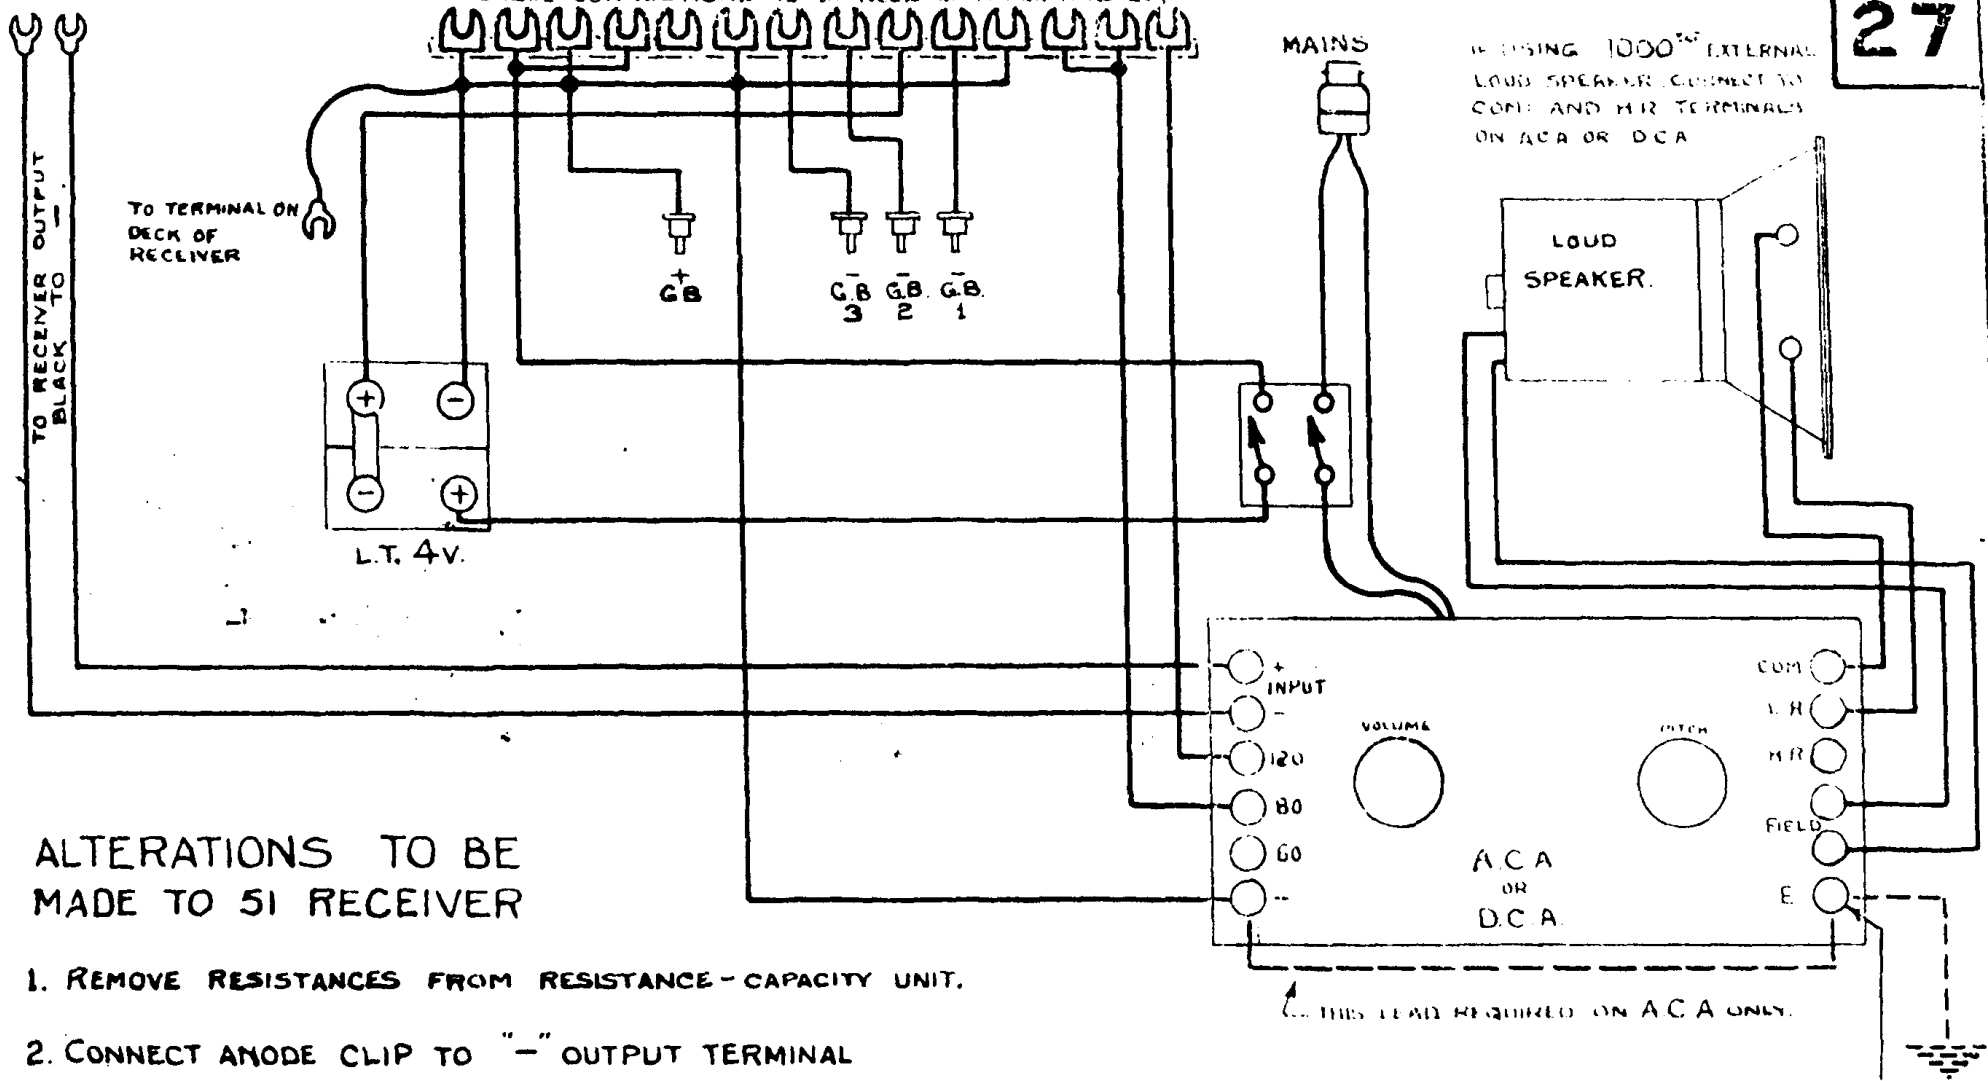 27
MAINS
IF USING 1000 EXTERNAL
LOUD SPEAKER CONNECT TO
COM: AND H R TERMINALS
ON ACA OR DCA
TO RECEIVER OUTPUT
BLACK TO -
TO TERMINAL ON
DECK OF
RECEIVER
LOUD
SPEAKER.
+
G.B
-
G.B
3
-
G.B.
2
-
G.B.
1
+
-
-
+
L.T. 4V.
+
INPUT
-
120
80
60
--
VOLUME
PITCH
COM
L R
H R
FIELD
E
A.C.A
OR
D.C.A.
THIS LEAD REQUIRED ON A.C.A ONLY.
ALTERATIONS TO BE
MADE TO 51 RECEIVER
1. REMOVE RESISTANCES FROM RESISTANCE-CAPACITY UNIT.
2. CONNECT ANODE CLIP TO "-" OUTPUT TERMINAL